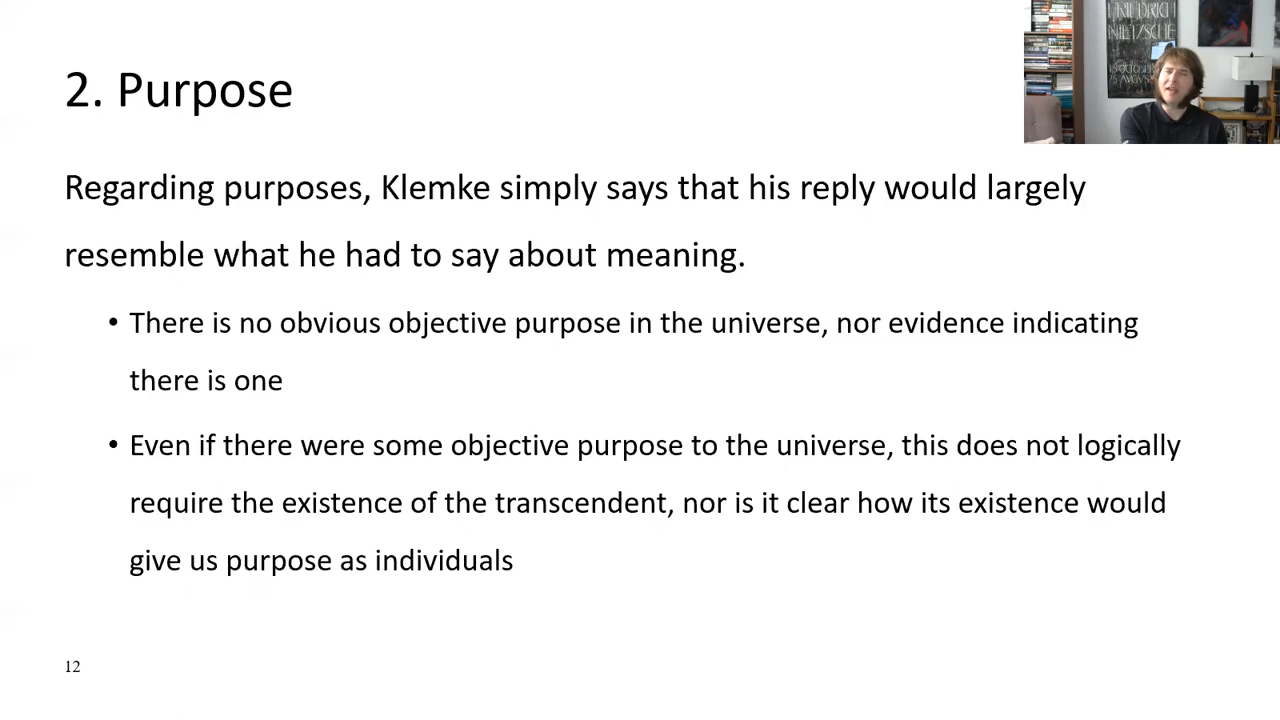 FRIEDRICH
NIETZSCHE
2. Purpose
Regarding purposes, Klemke simply says that his reply would largely
resemble what he had to say about meaning.
• There is no obvious objective purpose in the universe, nor evidence indicating
there is one
• Even if there were some objective purpose to the universe, this does not logically
require the existence of the transcendent, nor is it clear how its existence would
give us purpose as individuals
12